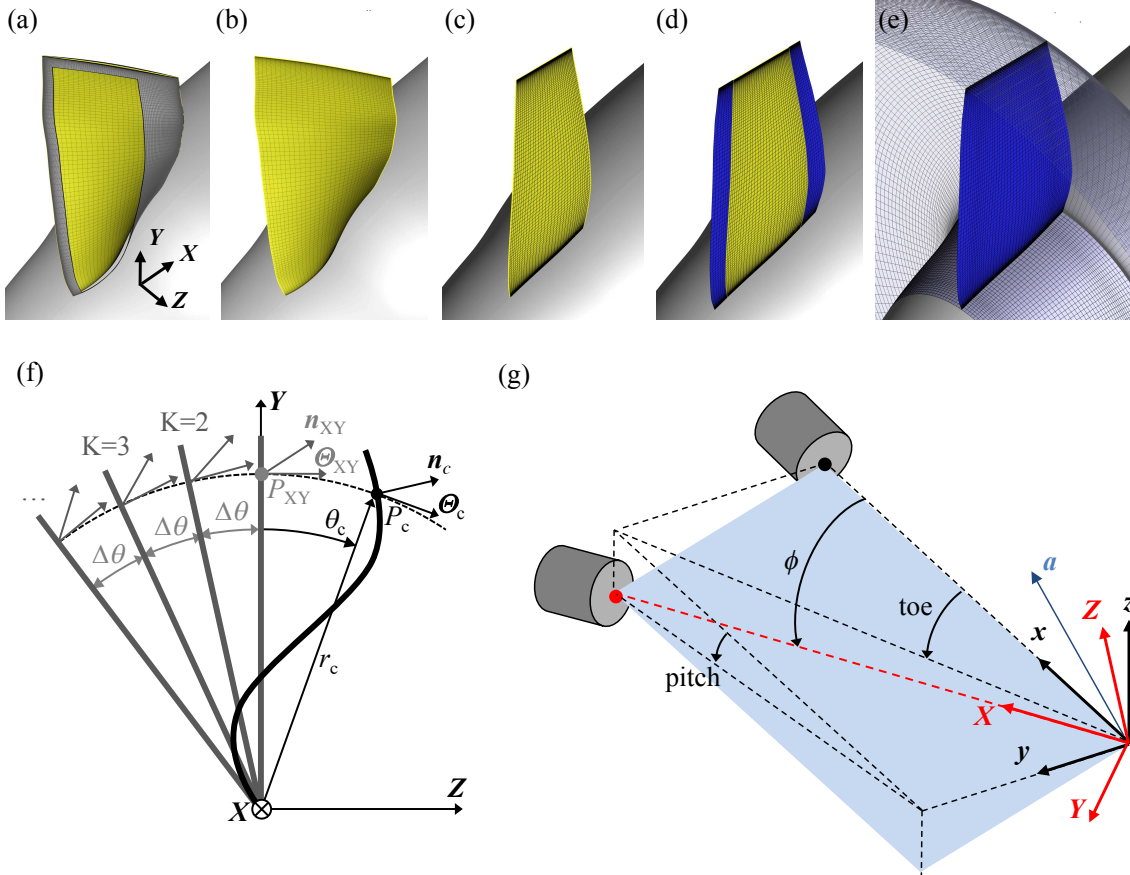 (a) (b) (c) (d) (e)
Y
X
Z
(f) (g)
Y
K=2
K=3
...
n_XY
Θ_XY
P_XY
n_c
Θ_c
P_c
Δθ Δθ Δθ
θ_c
r_c
X
Z
ϕ
toe
pitch
a
x
Z
z
X
y
Y